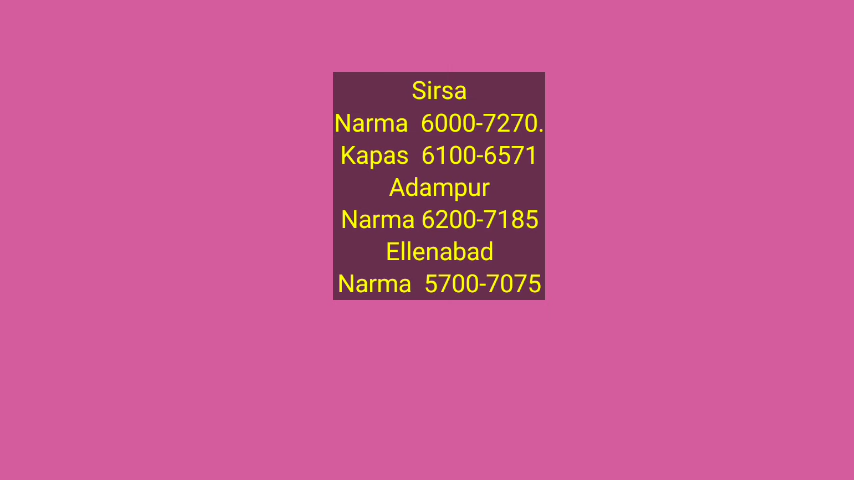 Sirsa
Narma  6000-7270.
Kapas  6100-6571
Adampur
Narma 6200-7185
Ellenabad
Narma  5700-7075